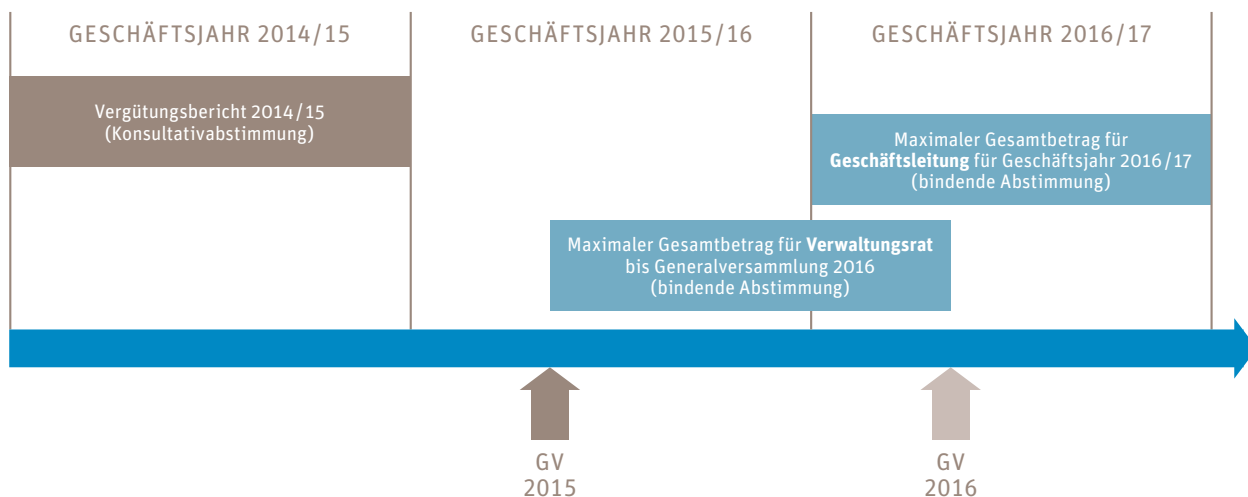 GESCHÄFTSJAHR 2014/15
GESCHÄFTSJAHR 2015/16
GESCHÄFTSJAHR 2016/17
Vergütungsbericht 2014/15
(Konsultativabstimmung)
Maximaler Gesamtbetrag für
Geschäftsleitung für Geschäftsjahr 2016/17
(bindende Abstimmung)
Maximaler Gesamtbetrag für Verwaltungsrat
bis Generalversammlung 2016
(bindende Abstimmung)
GV
2015
GV
2016